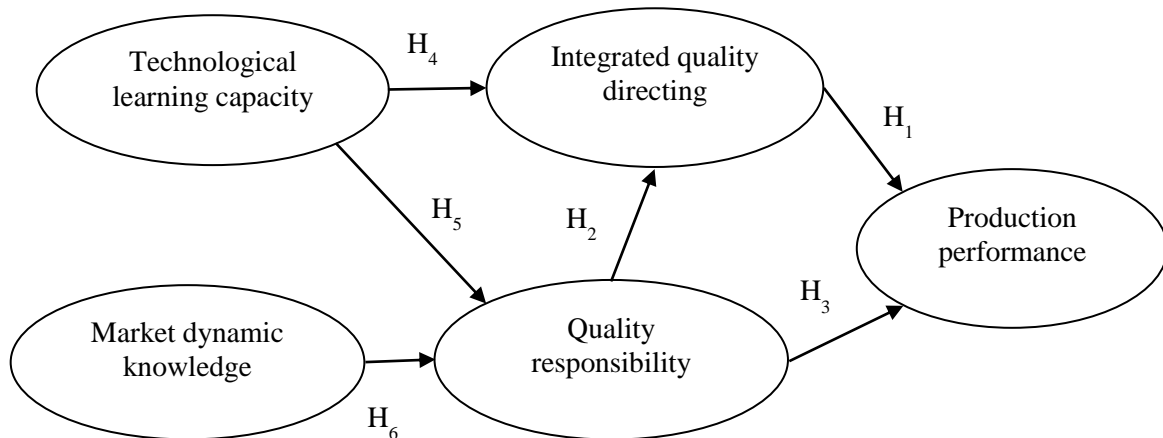 Technological
learning capacity
H₄
Integrated quality
directing
H₁
H₅
H₂
Production
performance
Market dynamic
knowledge
H₆
Quality
responsibility
H₃